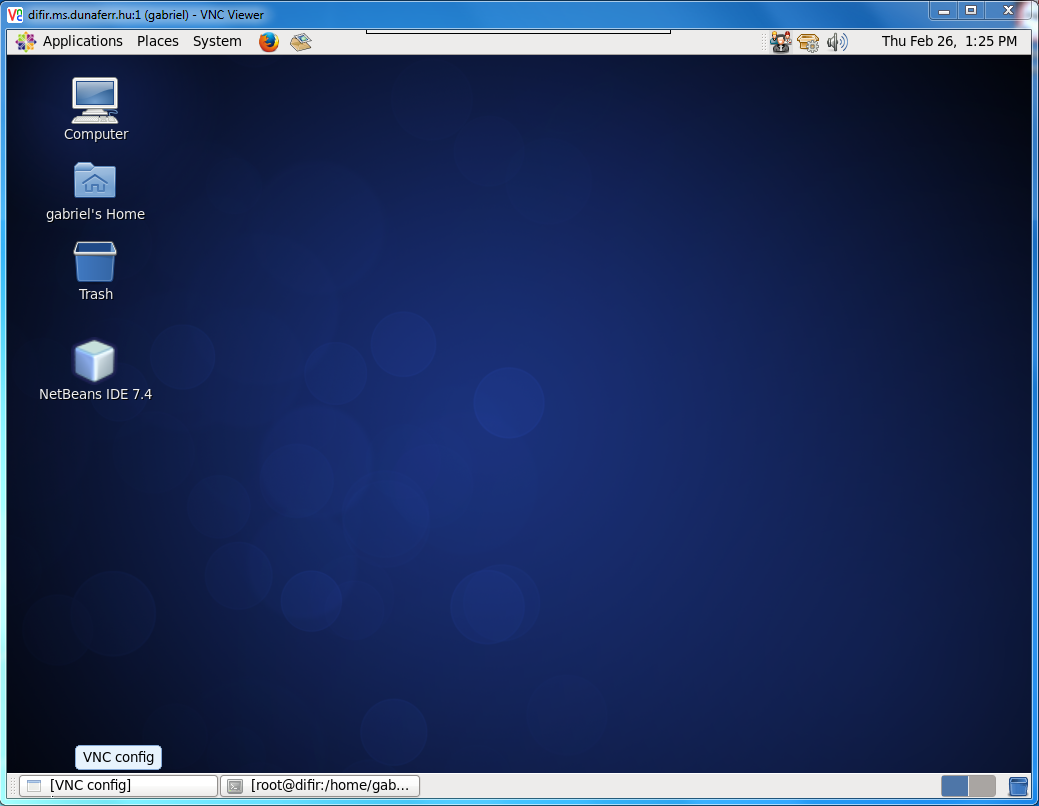 difir.ms.dunaferr.hu:1 (gabriel) - VNC Viewer
Applications Places System Thu Feb 26, 1:25 PM
Computer
gabriel's Home
Trash
NetBeans IDE 7.4
VNC config
[VNC config] [root@difir:/home/gab...